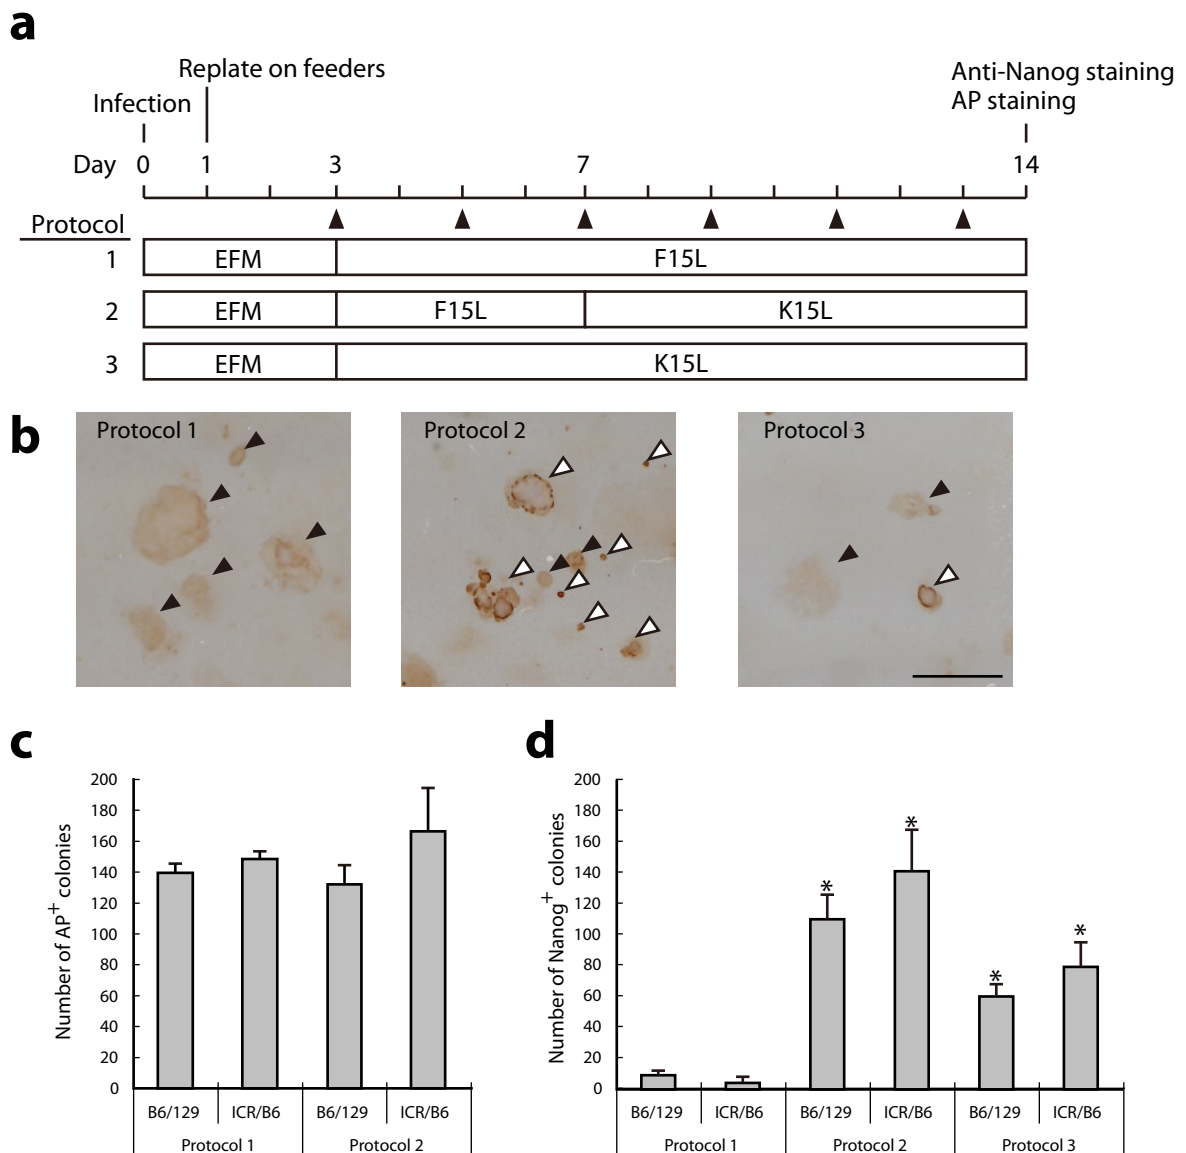 a
Replate on feeders
Infection
Anti-Nanog staining
AP staining
Day 0 1 3 7 14
Protocol
1 EFM F15L
2 EFM F15L K15L
3 EFM K15L
b
Protocol 1 Protocol 2 Protocol 3
c
Number of AP+ colonies
200
180
160
140
120
100
80
60
40
20
0
B6/129 ICR/B6 B6/129 ICR/B6
Protocol 1 Protocol 2
d
Number of Nanog+ colonies
200
180
160
140
120
100
80
60
40
20
0
* * * *
B6/129 ICR/B6 B6/129 ICR/B6 B6/129 ICR/B6
Protocol 1 Protocol 2 Protocol 3